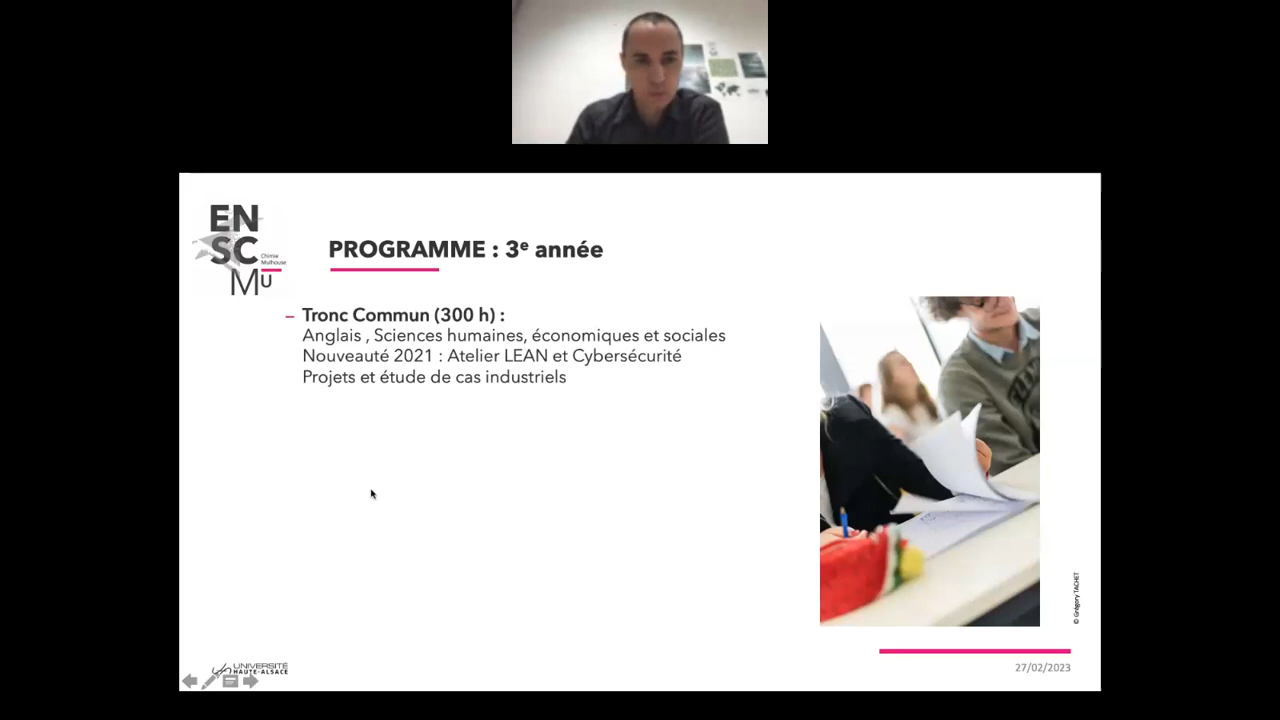 EN
SC
Chimie
Mulhouse
MU
PROGRAMME : 3e année
– Tronc Commun (300 h) :
Anglais , Sciences humaines, économiques et sociales
Nouveauté 2021 : Atelier LEAN et Cybersécurité
Projets et étude de cas industriels
© Grégory TACHET
UNIVERSITÉ
HAUTE-ALSACE
27/02/2023